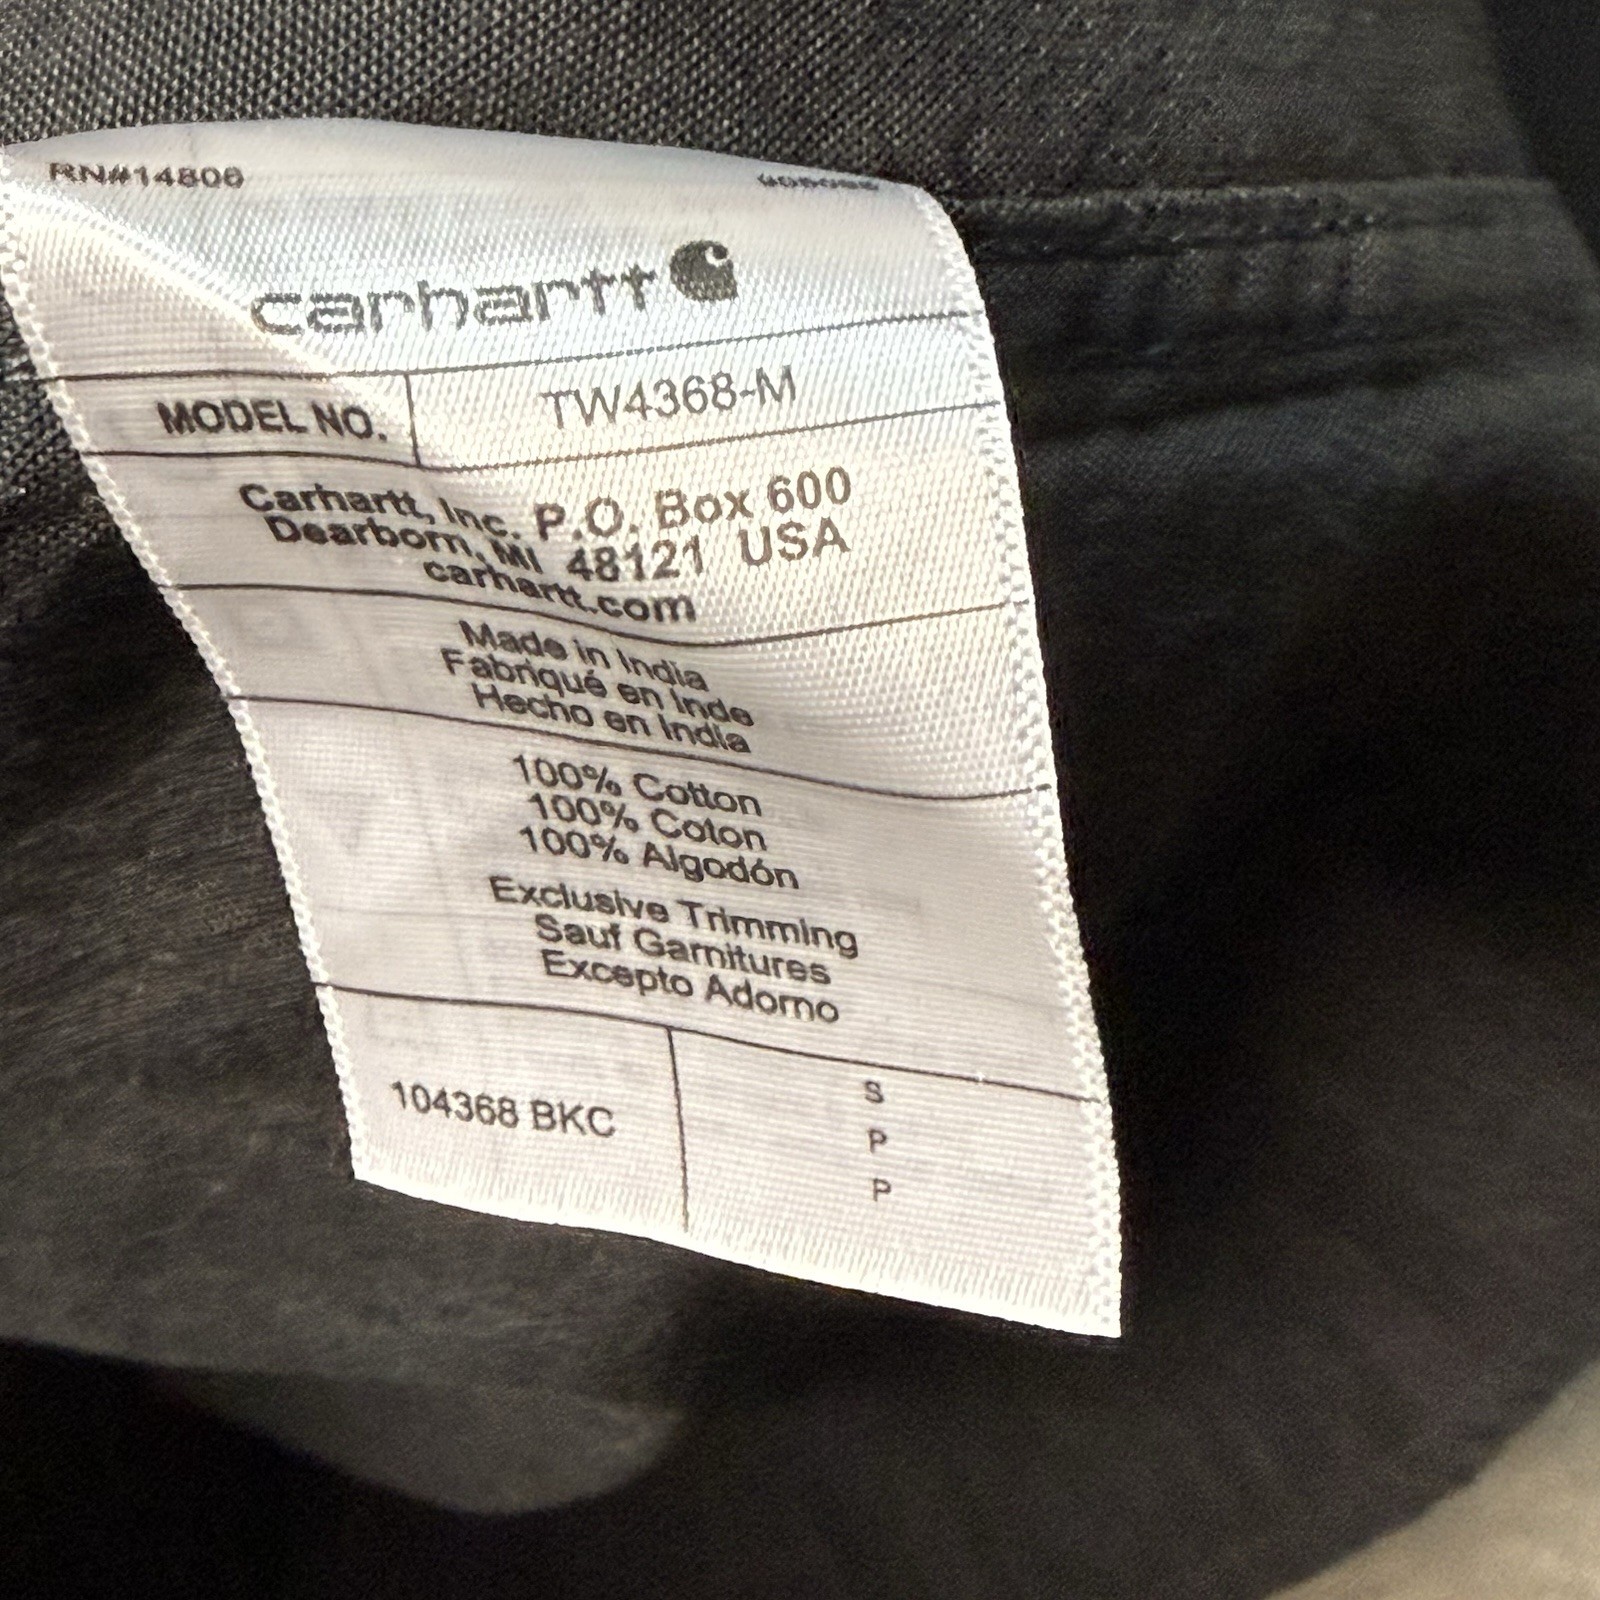 RN#14806
carhartt
MODEL NO. TW4368-M
Carhartt, Inc. P.O. Box 600
Dearborn, MI 48121 USA
carhartt.com
Made in India
Fabriqué en Inde
Hecho en India
100% Cotton
100% Coton
100% Algodón
Exclusive Trimming
Sauf Garnitures
Excepto Adorno
104368 BKC
S
P
P